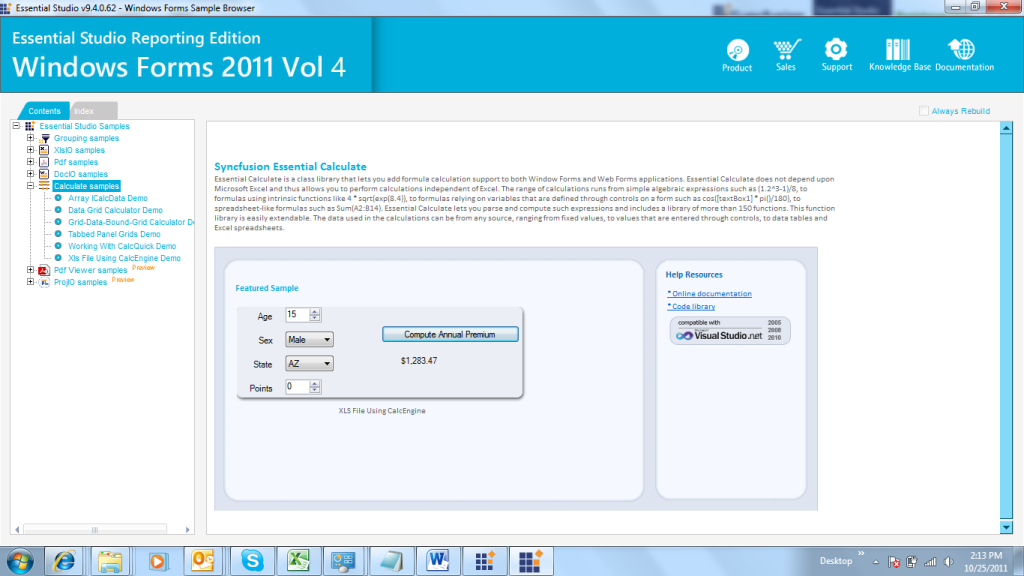 Essential Studio v9.4.0.62 - Windows Forms Sample Browser
Essential Studio Reporting Edition
Windows Forms 2011 Vol 4
Product
Sales
Support
Knowledge Base
Documentation
Contents
Index
Always Rebuild
Essential Studio Samples
Grouping samples
XlsIO samples
Pdf samples
DocIO samples
Calculate samples
Array ICalcData Demo
Data Grid Calculator Demo
Grid-Data-Bound-Grid Calculator D
Tabbed Panel Grids Demo
Working With CalcQuick Demo
Xls File Using CalcEngine Demo
Pdf Viewer samples Preview
ProjIO samples Preview
Syncfusion Essential Calculate
Essential Calculate is a class library that lets you add formula calculation support to both Window Forms and Web Forms applications. Essential Calculate does not depend upon
Microsoft Excel and thus allows you to perform calculations independent of Excel. The range of calculations runs from simple algebraic expressions such as (1.2^3-1)/8, to
formulas using intrinsic functions like 4 * sqrt(exp(8.4)), to formulas relying on variables that are defined through controls on a form such as cos([textBox1] * pi()/180), to
spreadsheet-like formulas such as Sum(A2:B14). Essential Calculate lets you parse and compute such expressions and includes a library of more than 150 functions. This function
library is easily extendable. The data used in the calculations can be from any source, ranging from fixed values, to values that are entered through controls, to data tables and
Excel spreadsheets.
Featured Sample
Age 15
Sex Male
State AZ
Points 0
Compute Annual Premium
$1,283.47
XLS File Using CalcEngine
Help Resources
* Online documentation
* Code library
compatible with
Microsoft
Visual Studio.net
2005
2008
2010
Desktop
2:13 PM
10/25/2011